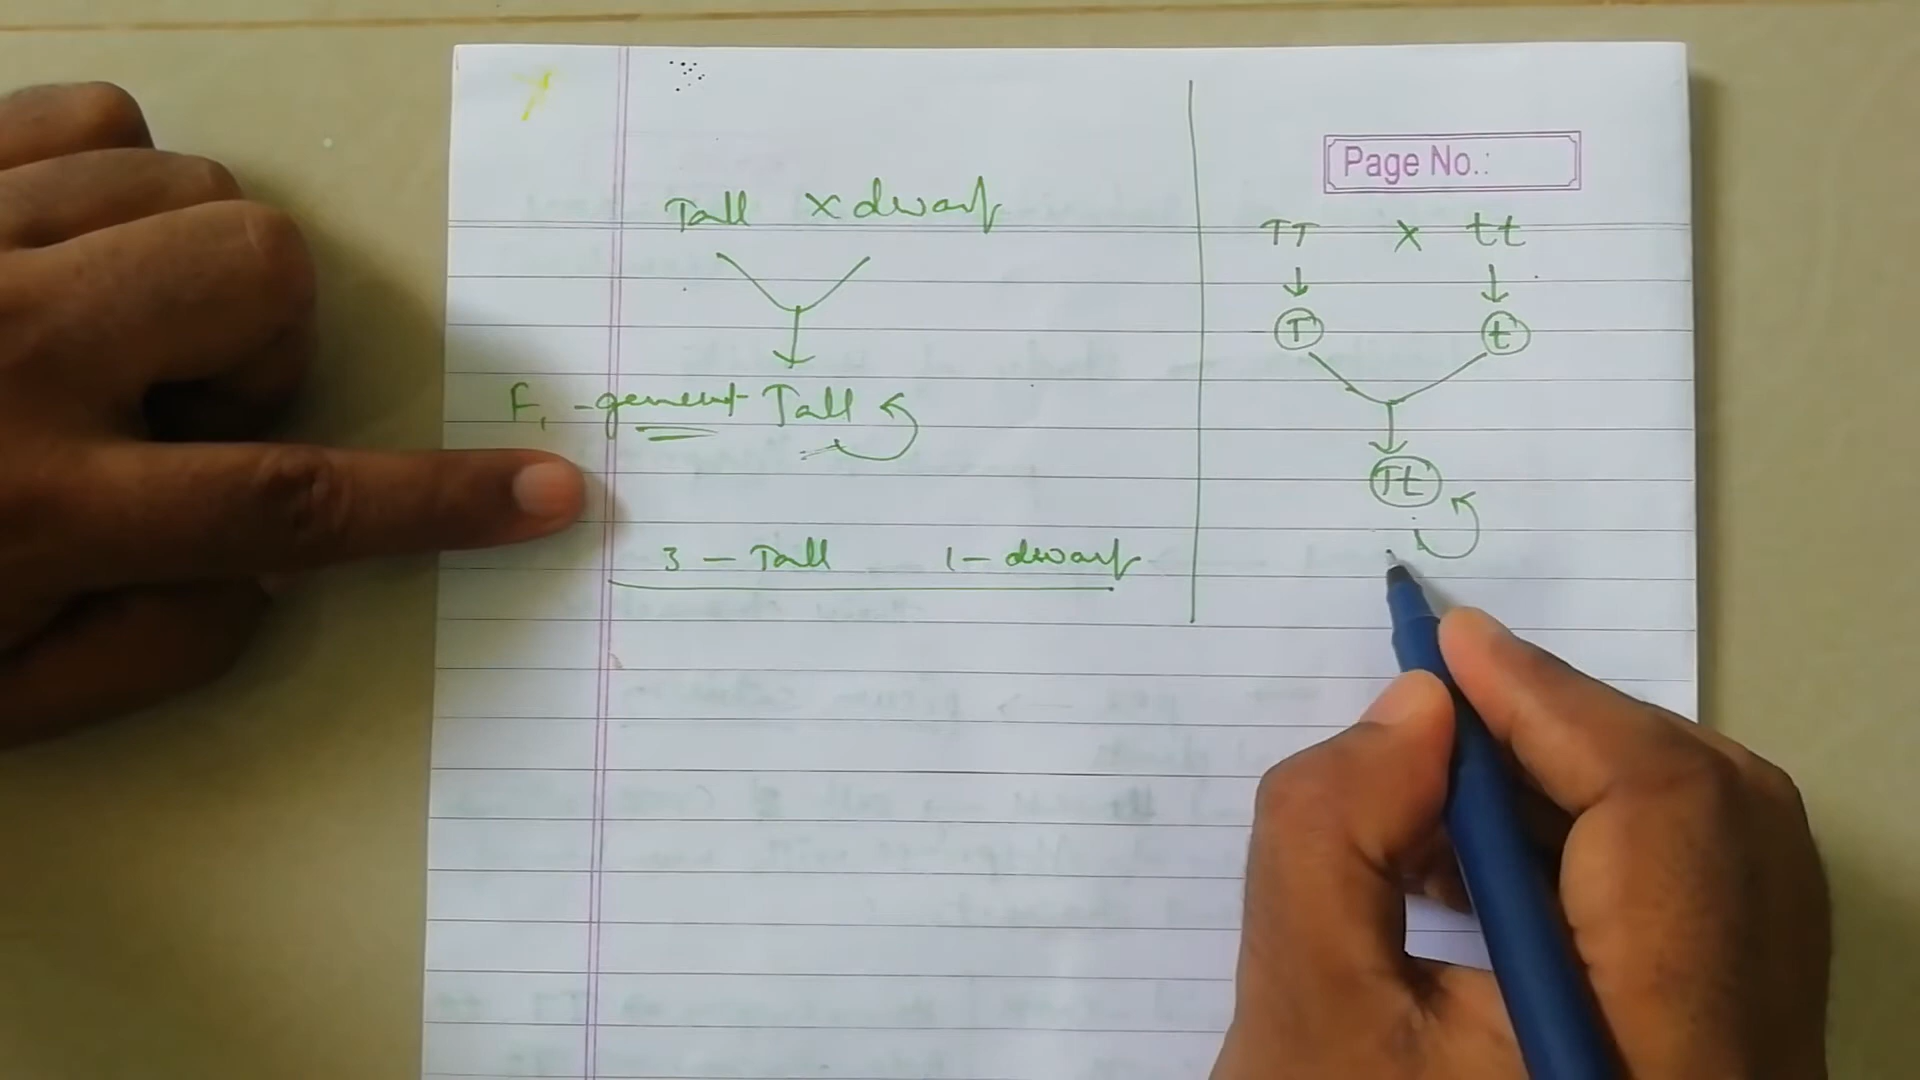 Page No.:
Tall X dwarf
F1 - generat Tall
3 - Tall 1 - dwarf
TT X tt
T t
Tt